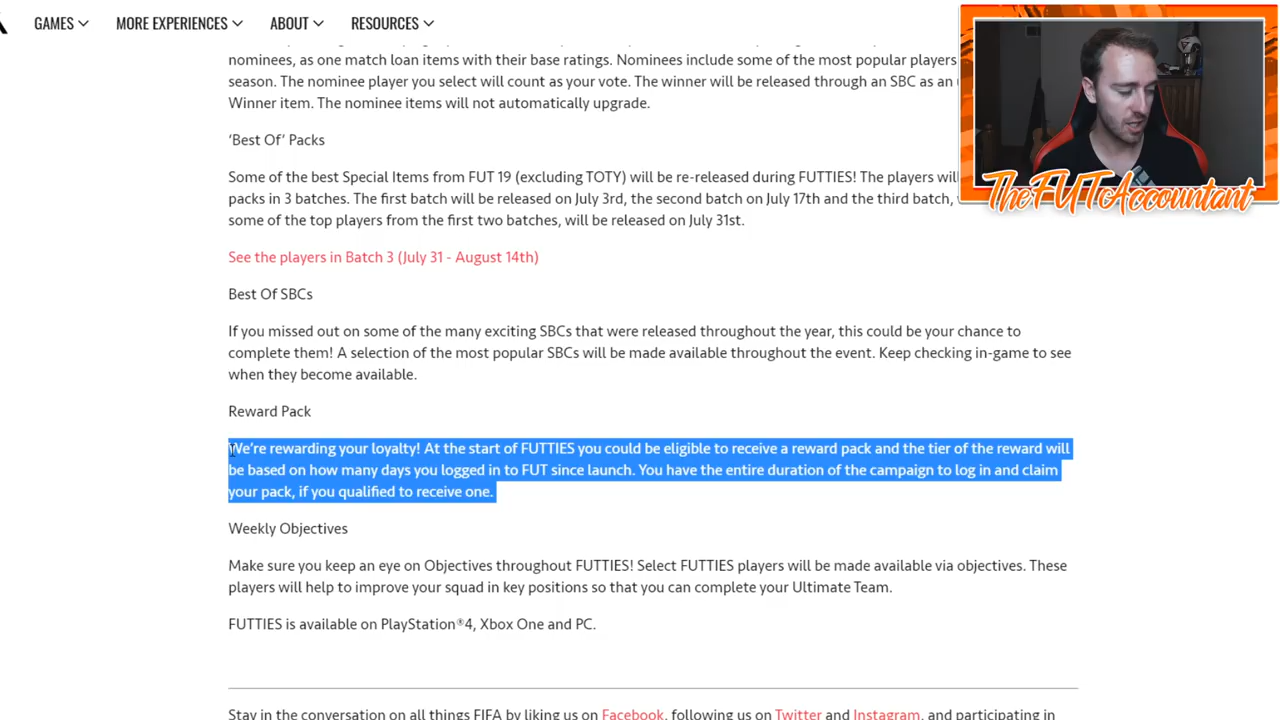 GAMES MORE EXPERIENCES ABOUT RESOURCES
nominees, as one match loan items with their base ratings. Nominees include some of the most popular players
season. The nominee player you select will count as your vote. The winner will be released through an SBC as an
Winner item. The nominee items will not automatically upgrade.
‘Best Of’ Packs
Some of the best Special Items from FUT 19 (excluding TOTY) will be re-released during FUTTIES! The players
packs in 3 batches. The first batch will be released on July 3rd, the second batch on July 17th and the third batch,
some of the top players from the first two batches, will be released on July 31st.
See the players in Batch 3 (July 31 - August 14th)
Best Of SBCs
If you missed out on some of the many exciting SBCs that were released throughout the year, this could be your chance to
complete them! A selection of the most popular SBCs will be made available throughout the event. Keep checking in-game to see
when they become available.
Reward Pack
We’re rewarding your loyalty! At the start of FUTTIES you could be eligible to receive a reward pack and the tier of the reward will
be based on how many days you logged in to FUT since launch. You have the entire duration of the campaign to log in and claim
your pack, if you qualified to receive one.
Weekly Objectives
Make sure you keep an eye on Objectives throughout FUTTIES! Select FUTTIES players will be made available via objectives. These
players will help to improve your squad in key positions so that you can complete your Ultimate Team.
FUTTIES is available on PlayStation®4, Xbox One and PC.
Stay in the conversation on all things FIFA by liking us on Facebook, following us on Twitter and Instagram, and participating in
TheFUTAccountant